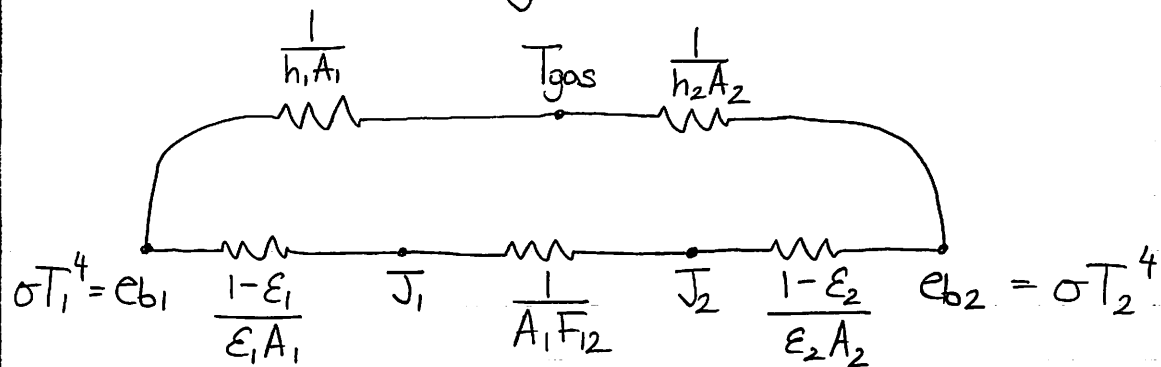 1/h₁A₁
Tgas
1/h₂A₂
σT₁⁴ = eb₁
1-ε₁/ε₁A₁
J₁
1/A₁F₁₂
J₂
1-ε₂/ε₂A₂
eb₂ = σT₂⁴